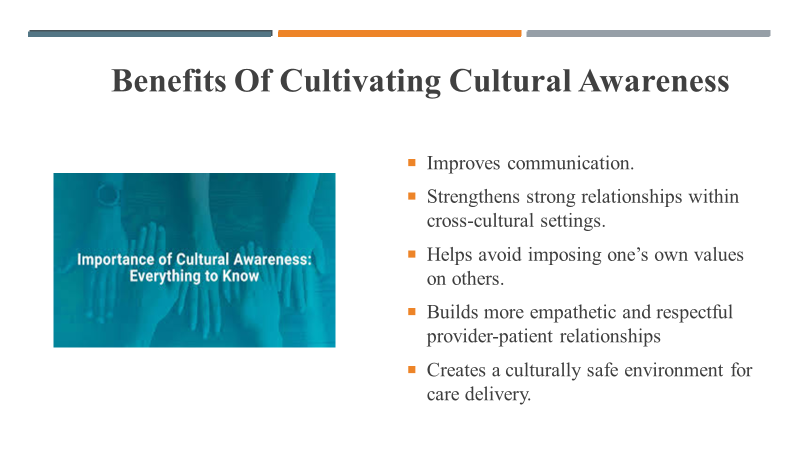 Benefits Of Cultivating Cultural Awareness
Importance of Cultural Awareness:
Everything to Know
Improves communication.
Strengthens strong relationships within
cross-cultural settings.
Helps avoid imposing one’s own values
on others.
Builds more empathetic and respectful
provider-patient relationships
Creates a culturally safe environment for
care delivery.